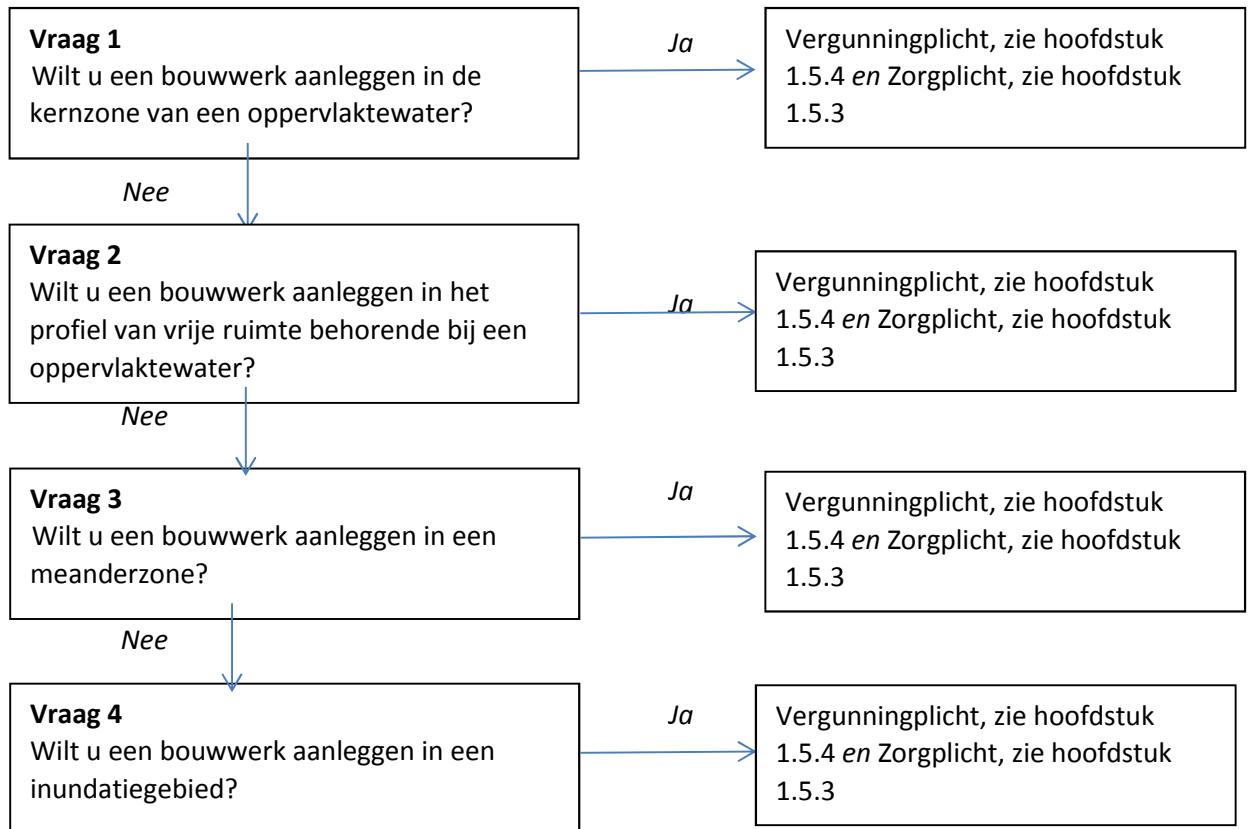 Vraag 1
Wilt u een bouwwerk aanleggen in de
kernzone van een oppervlaktewater?
Ja
Vergunningplicht, zie hoofdstuk
1.5.4 en Zorgplicht, zie hoofdstuk
1.5.3
Nee
Vraag 2
Wilt u een bouwwerk aanleggen in het
profiel van vrije ruimte behorende bij een
oppervlaktewater?
Ja
Vergunningplicht, zie hoofdstuk
1.5.4 en Zorgplicht, zie hoofdstuk
1.5.3
Nee
Vraag 3
Wilt u een bouwwerk aanleggen in een
meanderzone?
Ja
Vergunningplicht, zie hoofdstuk
1.5.4 en Zorgplicht, zie hoofdstuk
1.5.3
Nee
Vraag 4
Wilt u een bouwwerk aanleggen in een
inundatiegebied?
Ja
Vergunningplicht, zie hoofdstuk
1.5.4 en Zorgplicht, zie hoofdstuk
1.5.3